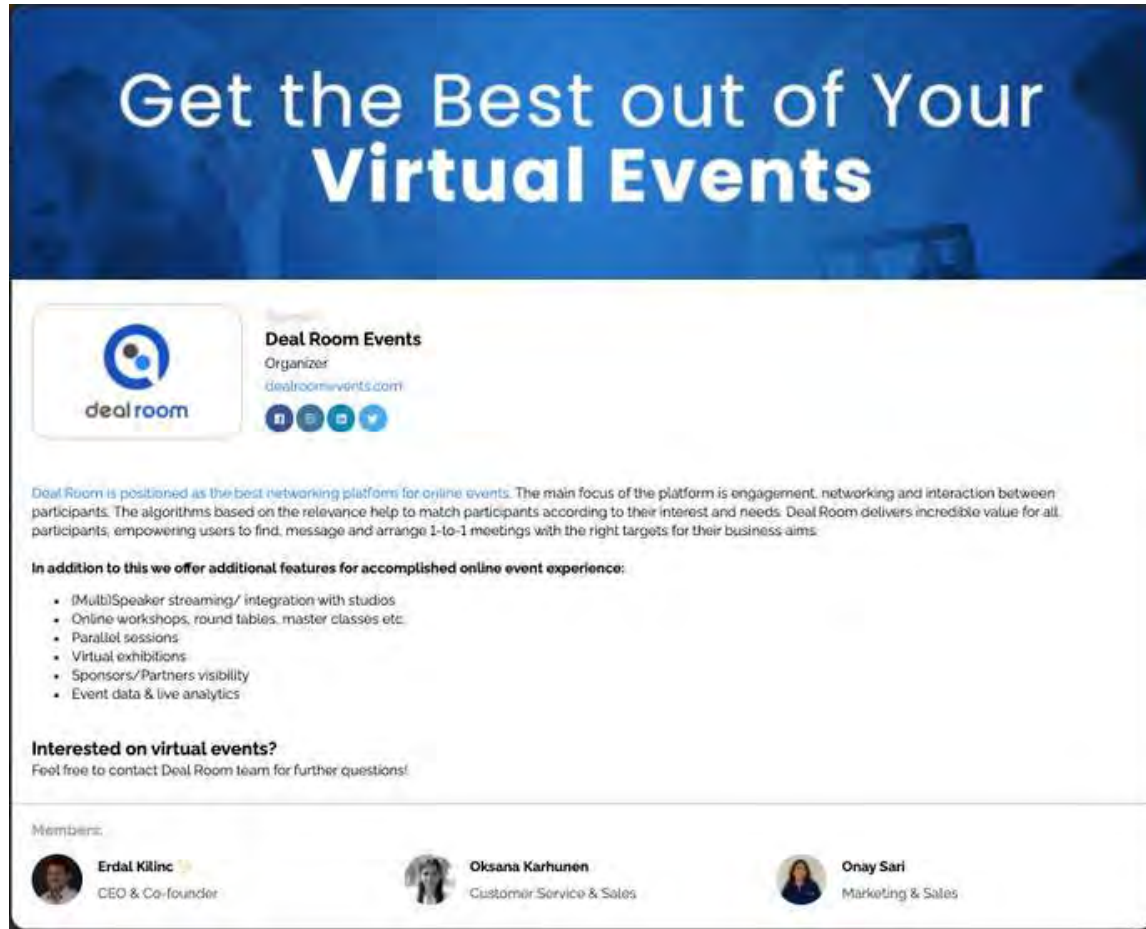 Get the Best out of Your
Virtual Events
deal room
Deal Room Events
Organizer
dealroomevents.com
Deal Room is positioned as the best networking platform for online events. The main focus of the platform is engagement, networking and interaction between
participants. The algorithms based on the relevance help to match participants according to their interest and needs. Deal Room delivers incredible value for all
participants, empowering users to find, message and arrange 1-to-1 meetings with the right targets for their business aims.
In addition to this we offer additional features for accomplished online event experience:
• (Multi)Speaker streaming/ integration with studios
• Online workshops, round tables, master classes etc.
• Parallel sessions
• Virtual exhibitions
• Sponsors/Partners visibility
• Event data & live analytics
Interested on virtual events?
Feel free to contact Deal Room team for further questions!
Members:
Erdal Kilinc
CEO & Co-founder
Oksana Karhunen
Customer Service & Sales
Onay Sari
Marketing & Sales